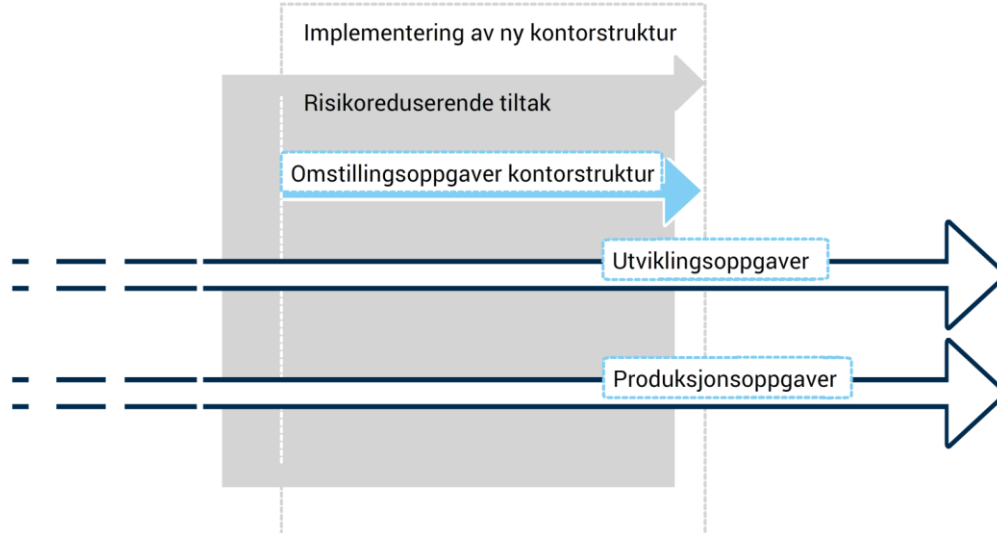 Implementering av ny kontorstruktur
Risikoreduserende tiltak
Omstillingsoppgaver kontorstruktur
Utviklingsoppgaver
Produksjonsoppgaver